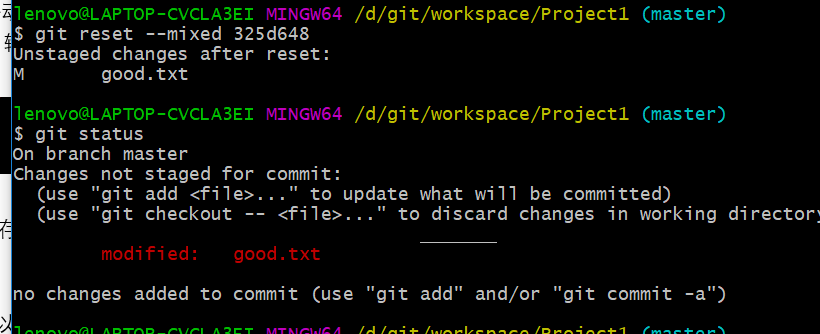 lenovo@LAPTOP-CVCLA3EI MINGW64 /d/git/workspace/Project1 (master)
$ git reset --mixed 325d648
Unstaged changes after reset:
M       good.txt
lenovo@LAPTOP-CVCLA3EI MINGW64 /d/git/workspace/Project1 (master)
$ git status
On branch master
Changes not staged for commit:
  (use "git add <file>..." to update what will be committed)
  (use "git checkout -- <file>..." to discard changes in working directory
存
        modified:   good.txt
no changes added to commit (use "git add" and/or "git commit -a")
以
lenovo@LAPTOP-CVCLA3EI MINGW64 /d/git/workspace/Project1 (master)